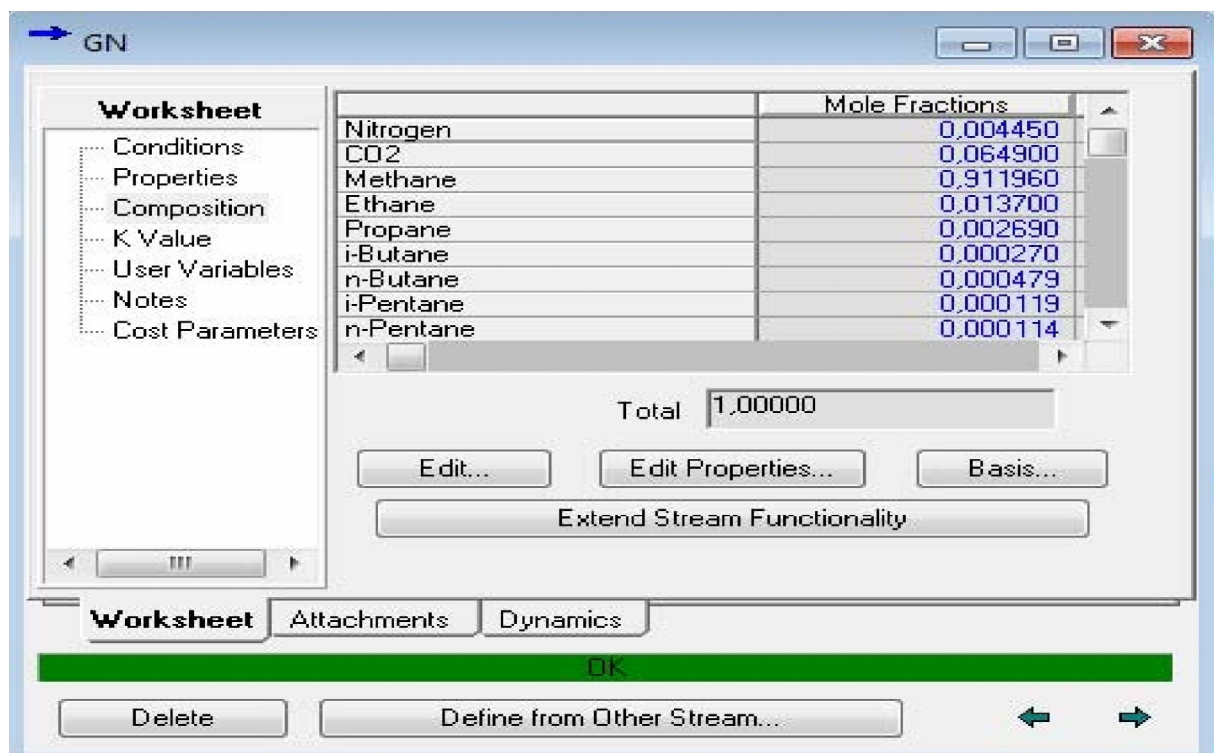 GN
Worksheet
Conditions
Properties
Composition
K Value
User Variables
Notes
Cost Parameters
Mole Fractions
Nitrogen 0,004450
CO2 0,064900
Methane 0,911960
Ethane 0,013700
Propane 0,002690
i-Butane 0,000270
n-Butane 0,000479
i-Pentane 0,000119
n-Pentane 0,000114
Total 1,00000
Edit... Edit Properties... Basis...
Extend Stream Functionality
Worksheet Attachments Dynamics
OK
Delete Define from Other Stream...